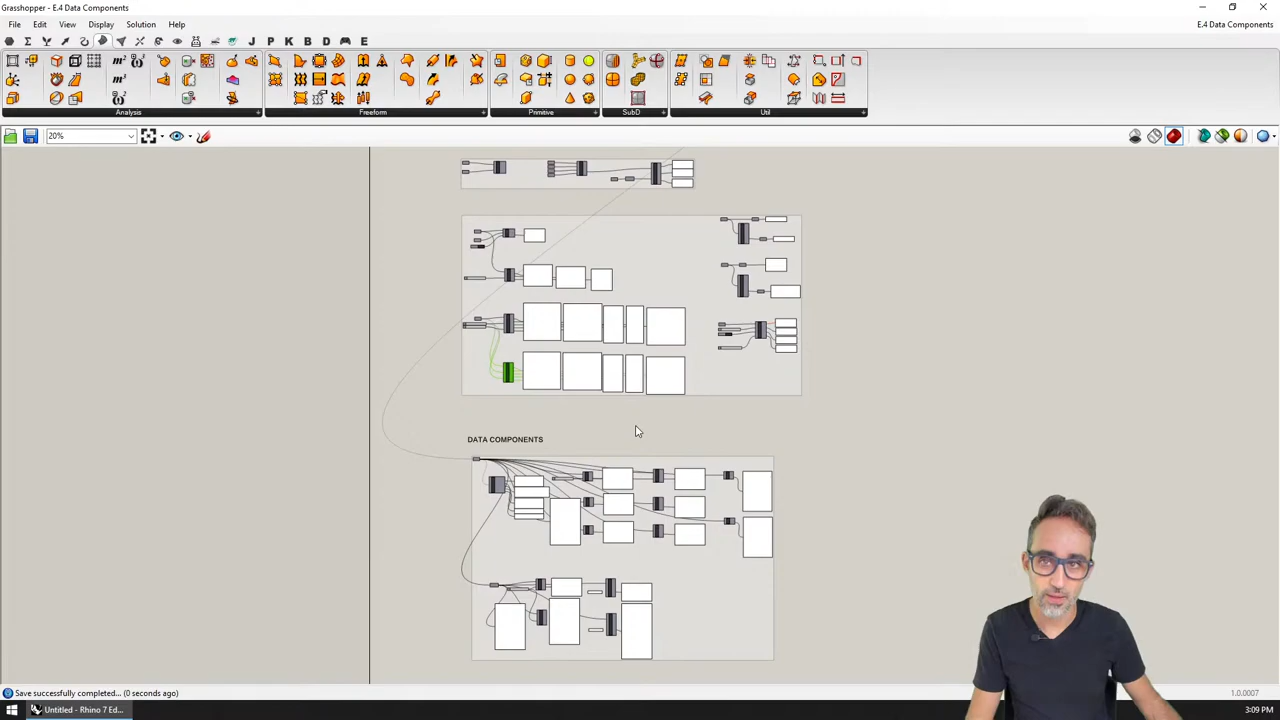 Grasshopper - E.4 Data Components
File Edit View Display Solution Help
E.4 Data Components
J P K B D E
Analysis
Freeform
Primitive
SubD
Util
20%
DATA COMPONENTS
Save successfully completed... (0 seconds ago)
1.0.0007
Untitled - Rhino 7 Ed...
3:09 PM